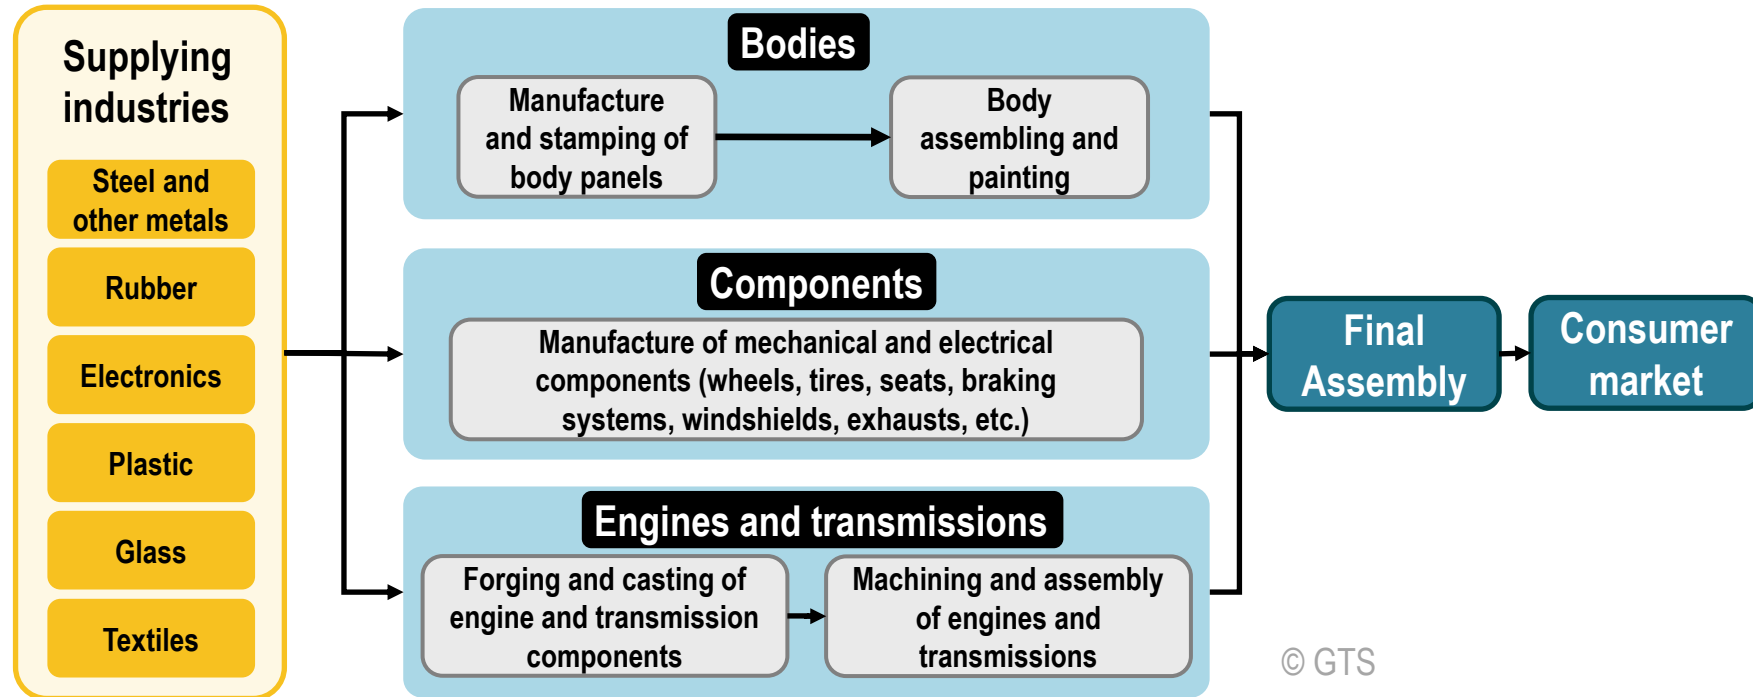 Supplying
industries
Steel and
other metals
Rubber
Electronics
Plastic
Glass
Textiles
Bodies
Manufacture
and stamping of
body panels
Body
assembling and
painting
Components
Manufacture of mechanical and electrical
components (wheels, tires, seats, braking
systems, windshields, exhausts, etc.)
Engines and transmissions
Forging and casting of
engine and transmission
components
Machining and assembly
of engines and
transmissions
Final
Assembly
Consumer
market
© GTS